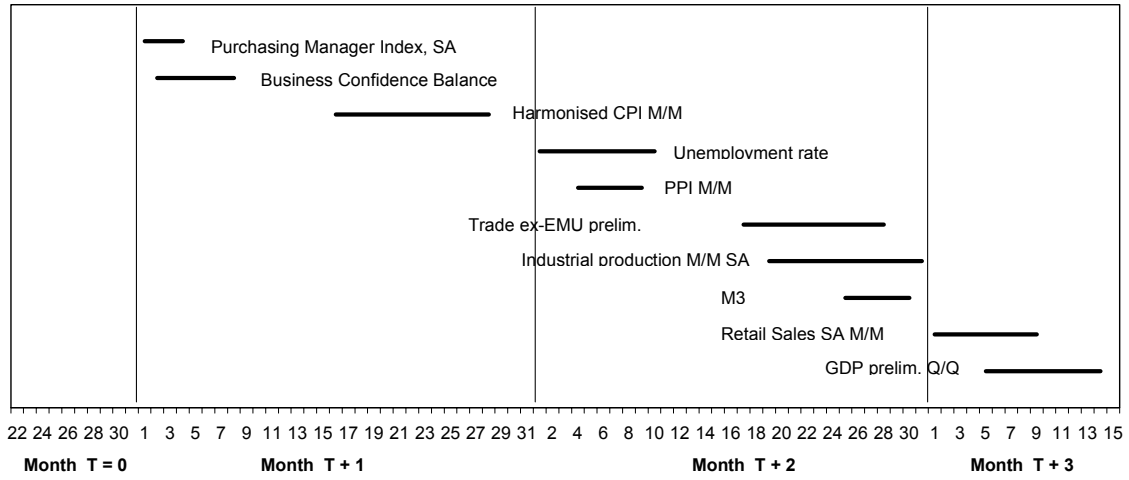 Purchasing Manager Index, SA
Business Confidence Balance
Harmonised CPI M/M
Unemployment rate
PPI M/M
Trade ex-EMU prelim.
Industrial production M/M SA
M3
Retail Sales SA M/M
GDP prelim. Q/Q
22 24 26 28 30 1 3 5 7 9 11 13 15 17 19 21 23 25 27 29 31 2 4 6 8 10 12 14 16 18 20 22 24 26 28 30 1 3 5 7 9 11 13 15
Month T = 0 Month T + 1 Month T + 2 Month T + 3